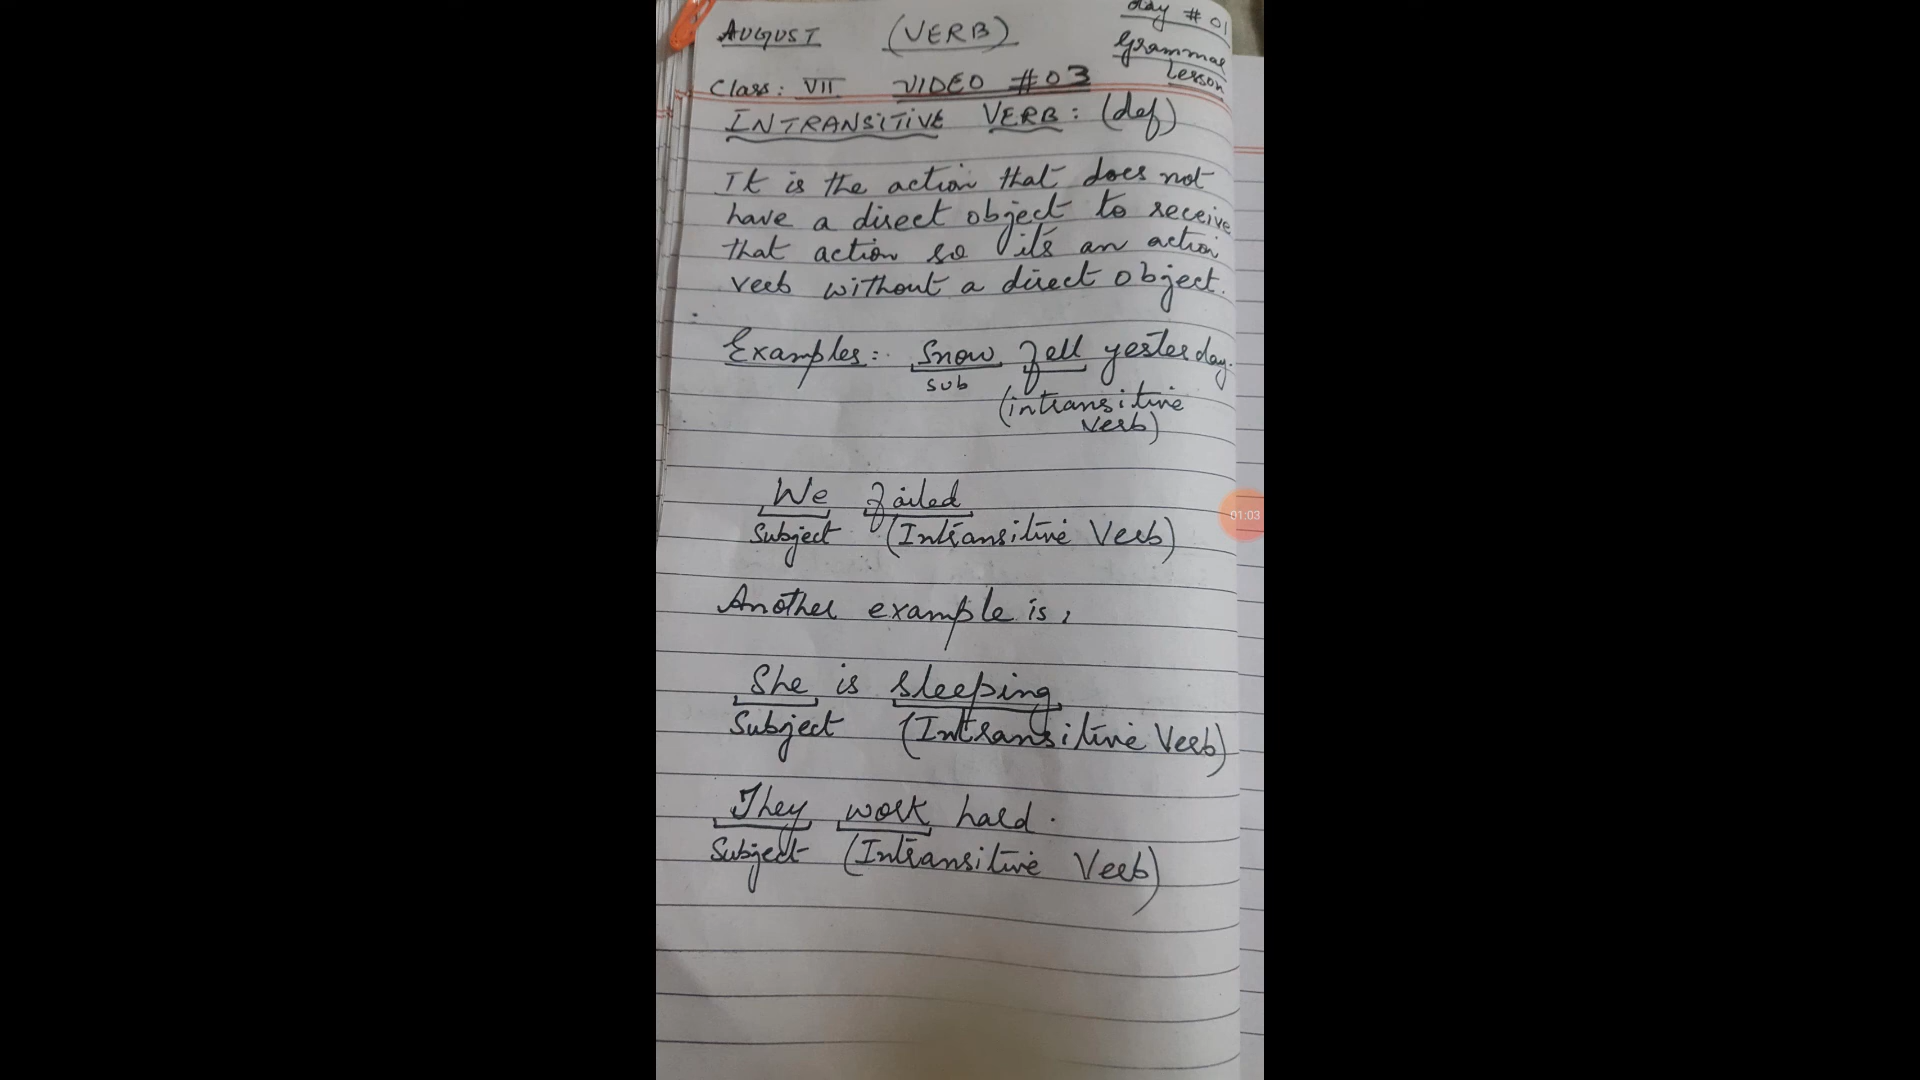 AUGUST (VERB) Day # 01
Grammar
Lesson
Class: VII VIDEO #03
INTRANSITIVE VERB: (def)
It is the action that does not
have a direct object to receive
that action so it's an action
verb without a direct object.
Examples: Snow fell yesterday.
sub
(intransitive
verb)
We failed
Subject (Intransitive Verb)
01:03
Another example is,
She is sleeping
Subject (Intransitive Verb)
They work hard.
Subject (Intransitive Verb)